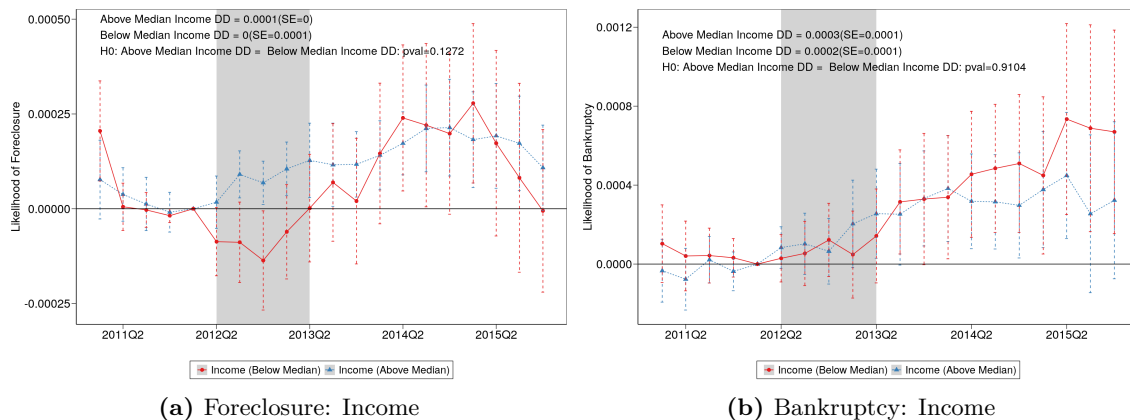 Above Median Income DD = 0.0001(SE=0)
Below Median Income DD = 0(SE=0.0001)
H0: Above Median Income DD = Below Median Income DD: pval=0.1272
Likelihood of Foreclosure
0.00050
0.00025
0.00000
-0.00025
2011Q2 2012Q2 2013Q2 2014Q2 2015Q2
Income (Below Median) Income (Above Median)
(a) Foreclosure: Income
Above Median Income DD = 0.0003(SE=0.0001)
Below Median Income DD = 0.0002(SE=0.0001)
H0: Above Median Income DD = Below Median Income DD: pval=0.9104
Likelihood of Bankruptcy
0.0012
0.0008
0.0004
0.0000
2011Q2 2012Q2 2013Q2 2014Q2 2015Q2
Income (Below Median) Income (Above Median)
(b) Bankruptcy: Income